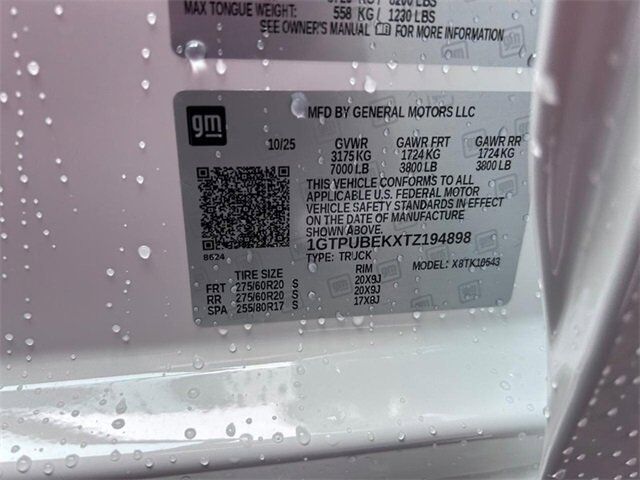 MAX TONGUE WEIGHT: 558 KG / 1230 LBS
SEE OWNER'S MANUAL FOR MORE INFORMATION
gm
MFD BY GENERAL MOTORS LLC
10/25 GVWR GAWR FRT GAWR RR
3175 KG 1724 KG 1724 KG
7000 LB 3800 LB 3800 LB
THIS VEHICLE CONFORMS TO ALL
APPLICABLE U.S. FEDERAL MOTOR
VEHICLE SAFETY STANDARDS IN EFFECT
ON THE DATE OF MANUFACTURE
SHOWN ABOVE.
1GTPUBEKXTZ194898
8624
TYPE: TRUCK MODEL: X8TK10543
TIRE SIZE RIM
FRT 275/60R20 S 20X9J
RR 275/60R20 S 20X9J
SPA 255/80R17 S 17X8J